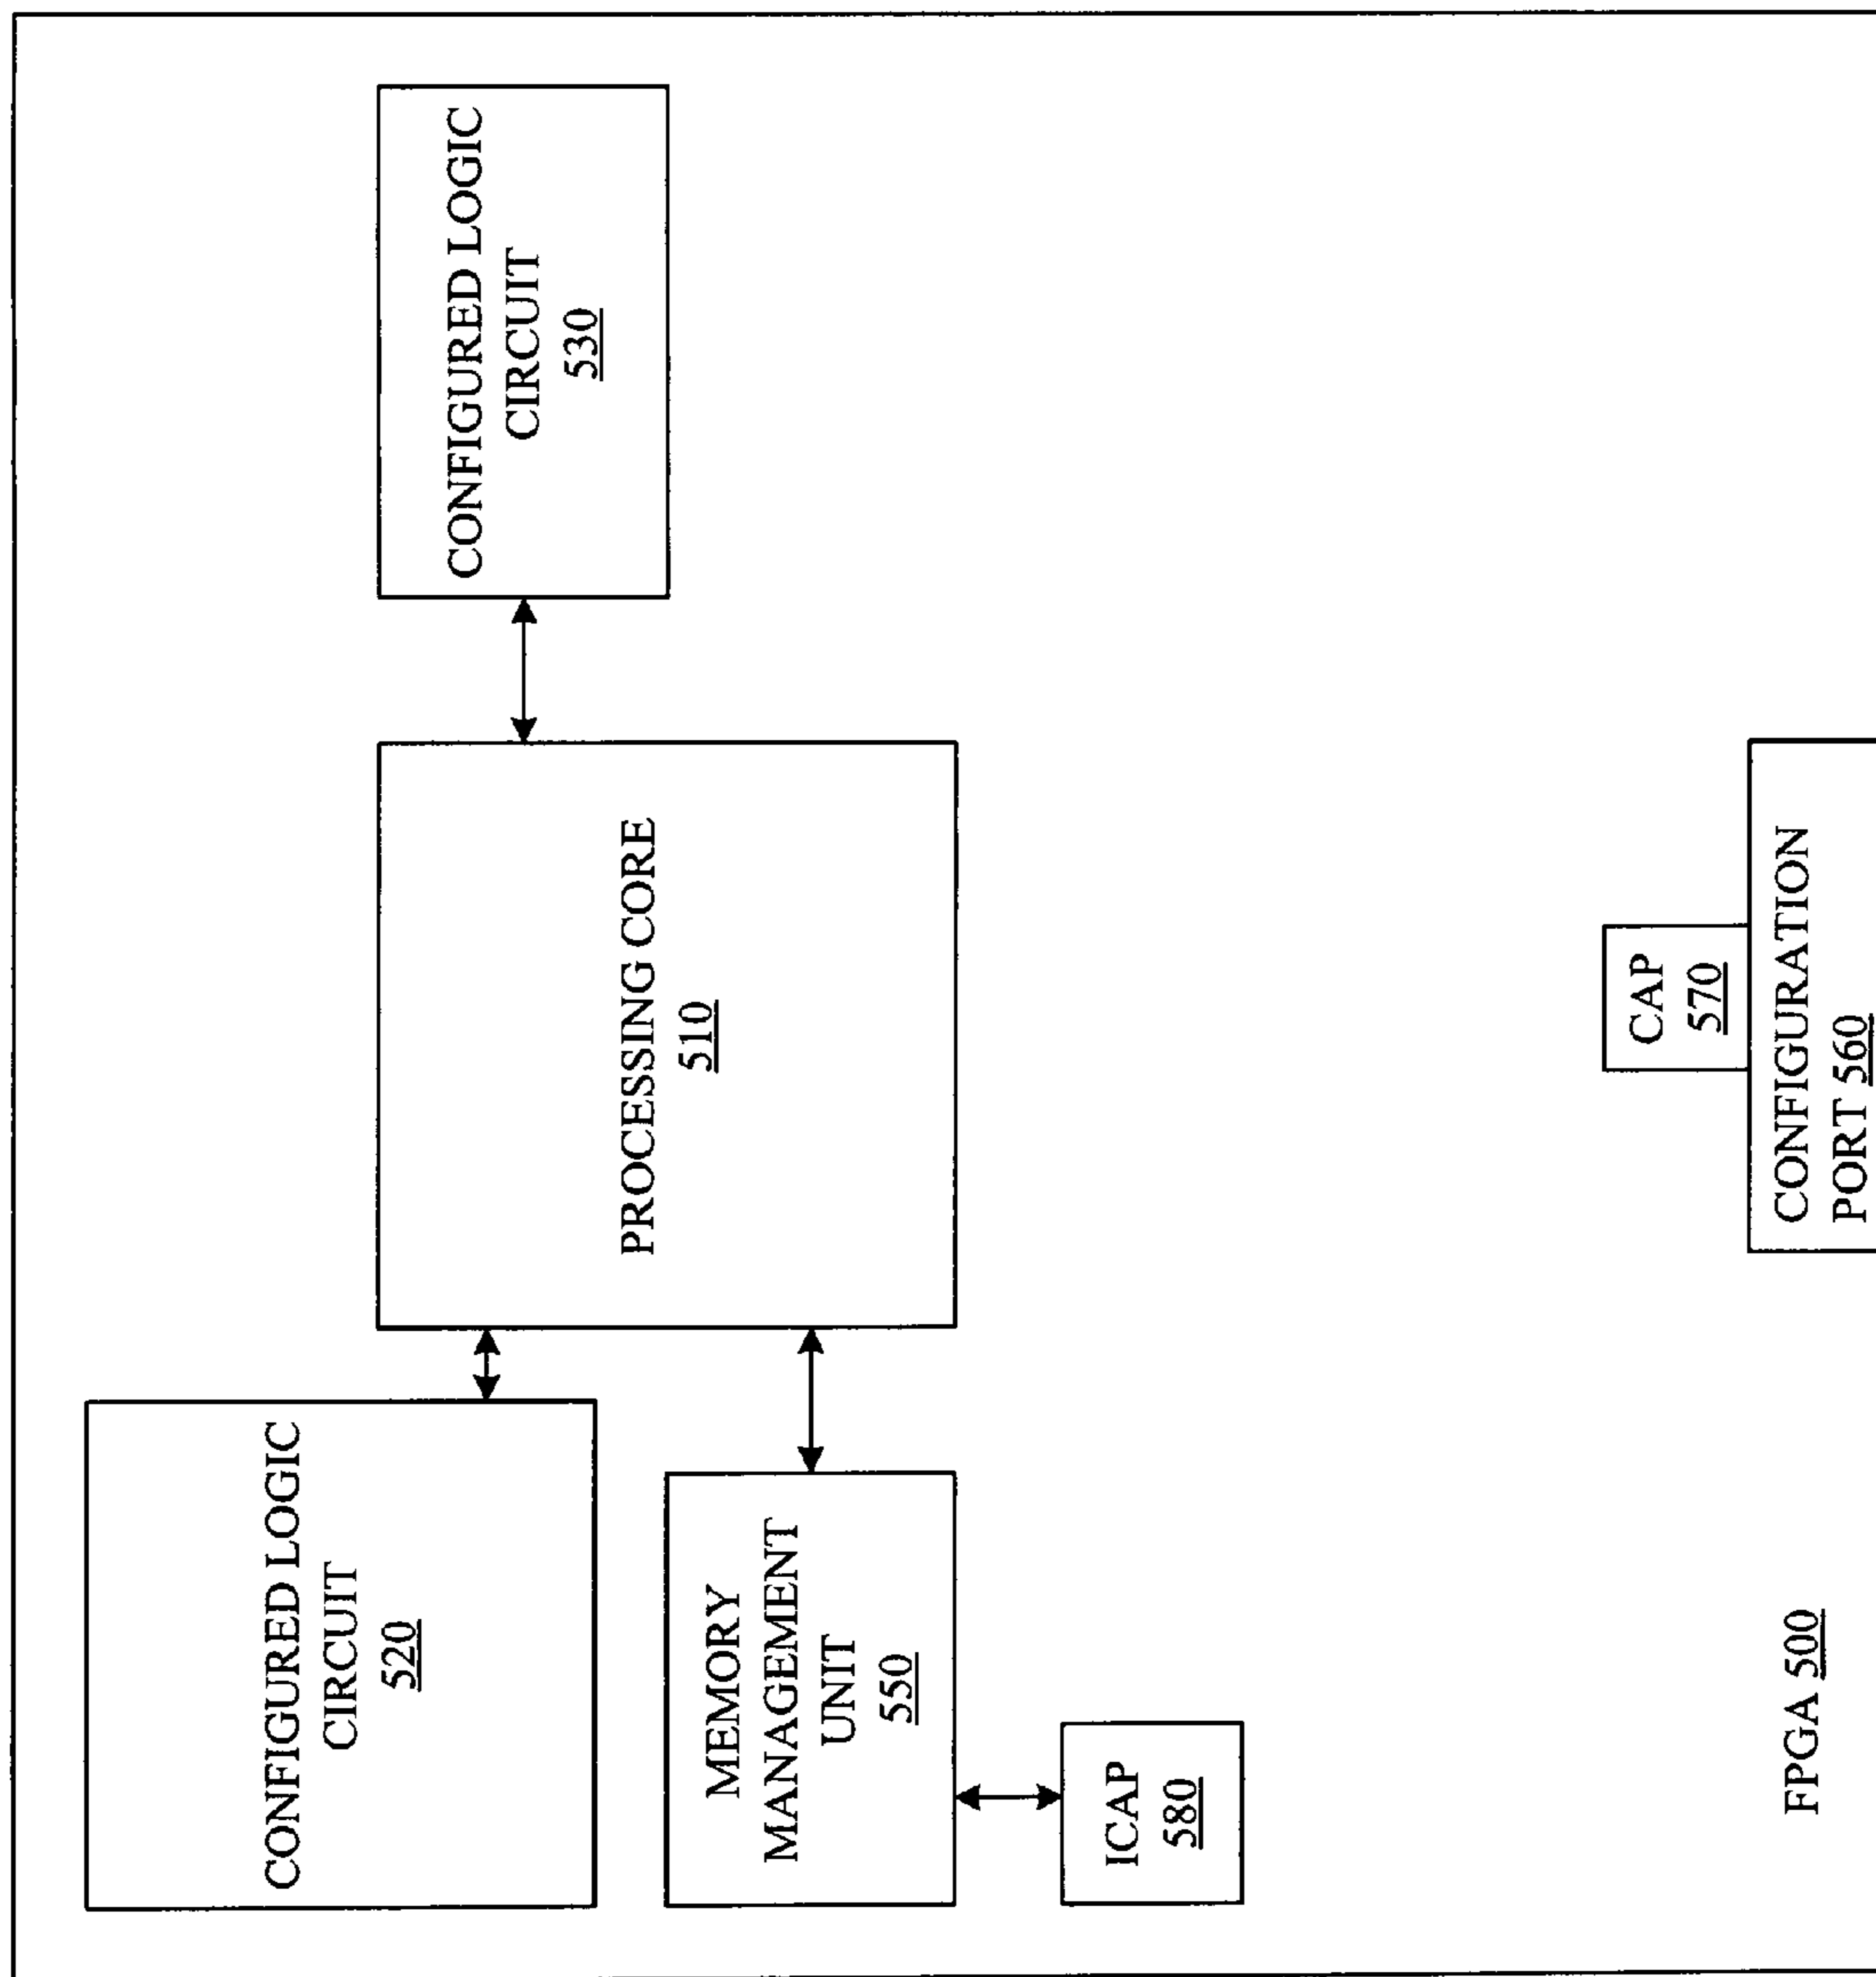 CONFIGURED LOGIC
CIRCUIT
520
PROCESSING CORE
510
CONFIGURED LOGIC
CIRCUIT
530
MEMORY
MANAGEMENT
UNIT
550
ICAP
580
CAP
570
CONFIGURATION
PORT 560
FPGA 500